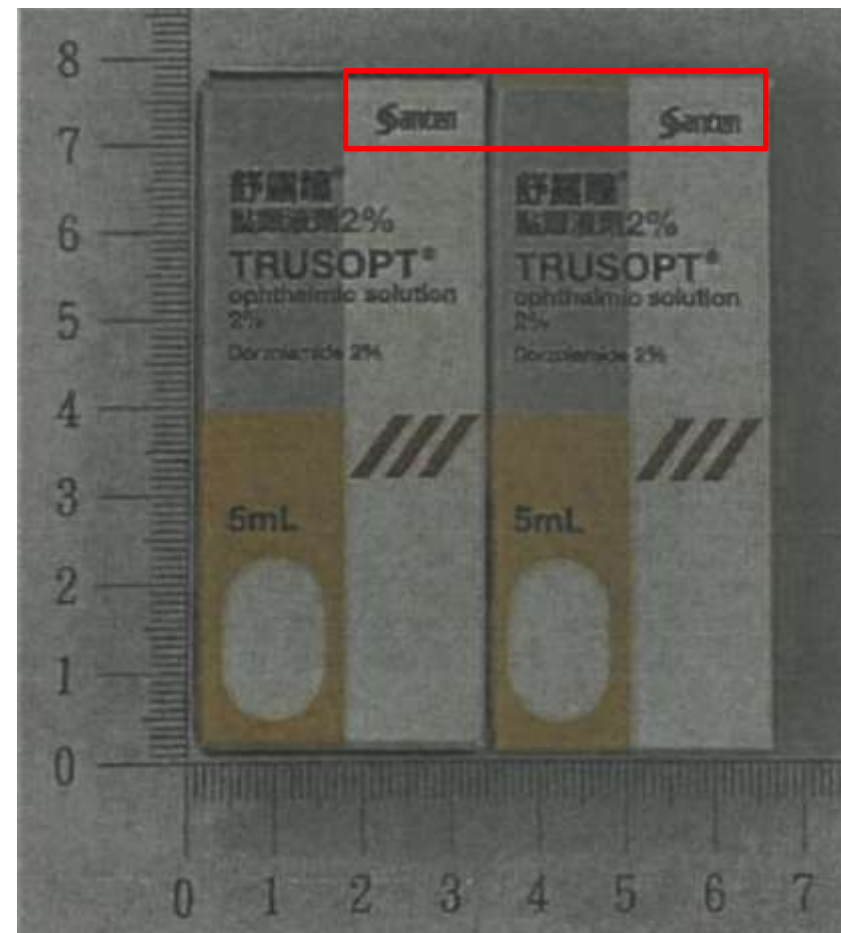 8
7
6
5
4
3
2
1
0
Santen
舒露瞳®
點眼液劑2%
TRUSOPT®
ophthalmic solution
2%
Dorzolamide 2%
5mL
Santen
舒露瞳®
點眼液劑2%
TRUSOPT®
ophthalmic solution
2%
Dorzolamide 2%
5mL
0 1 2 3 4 5 6 7